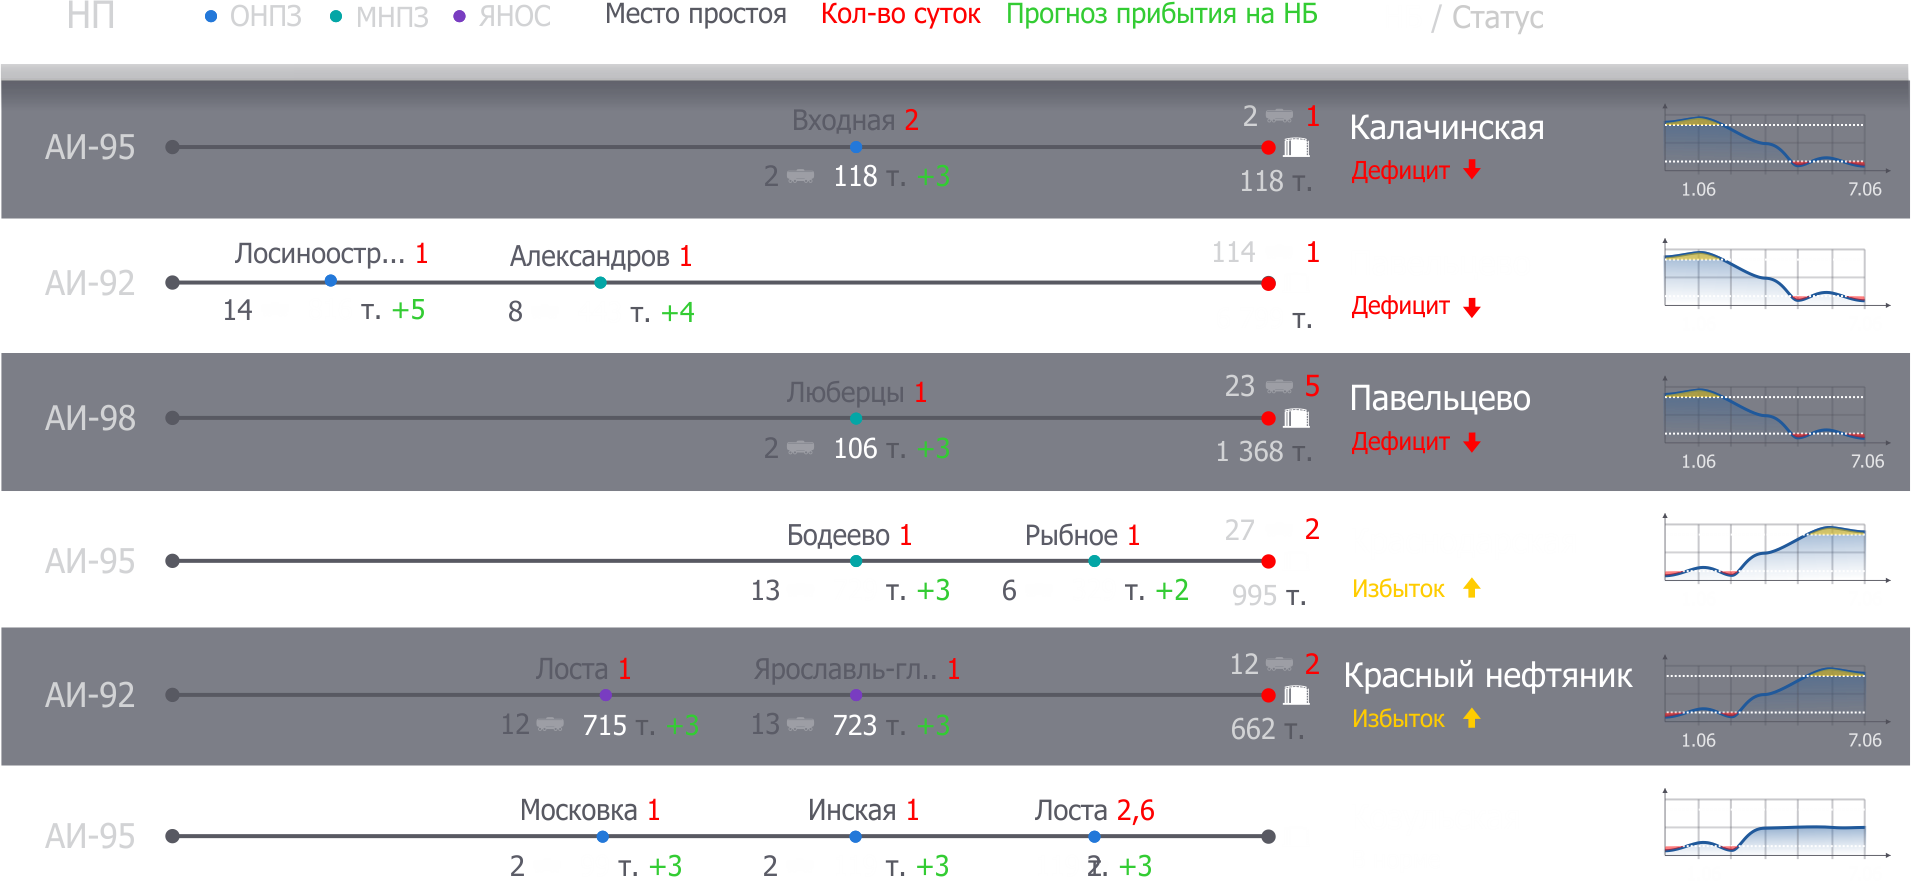 НП ОНПЗ МНПЗ ЯНОС Место простоя Кол-во суток Прогноз прибытия на НБ / Статус
Входная 2 2 1 Калачинская
АИ-95
2 118 т. +3 118 т. Дефицит
1.06 7.06
Лосиноостр... 1 Александров 1 114 1
АИ-92
14 т. +5 8 т. +4 т. Дефицит
Люберцы 1 23 5 Павельцево
АИ-98
2 106 т. +3 1 368 т. Дефицит
1.06 7.06
Бодеево 1 Рыбное 1 27 2
АИ-95
13 т. +3 6 т. +2 995 т. Избыток
Лоста 1 Ярославль-гл.. 1 12 2 Красный нефтяник
АИ-92
12 715 т. +3 13 723 т. +3 662 т. Избыток
1.06 7.06
Московка 1 Инская 1 Лоста 2,6
АИ-95
2 т. +3 2 т. +3 2 т. +3